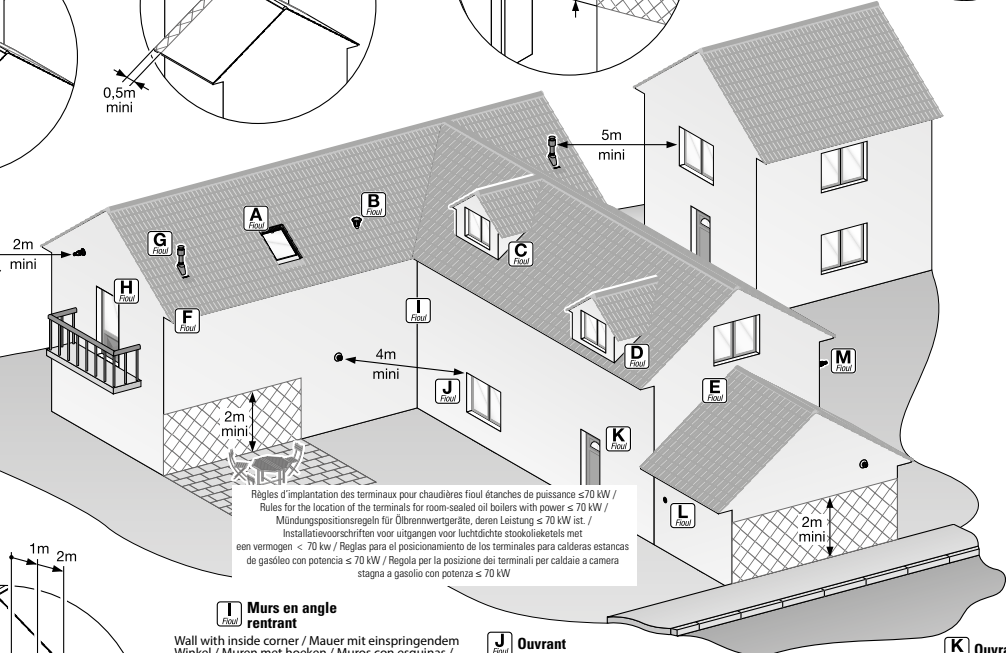 0,5m
mini
5m
mini
A
Fioul
B
Fioul
2m
mini
G
Fioul
C
Fioul
H
Fioul
F
Fioul
I
Fioul
4m
mini
D
Fioul
M
Fioul
J
Fioul
E
Fioul
2m
mini
K
Fioul
L
Fioul
2m
mini
Règles d'implantation des terminaux pour chaudières fioul étanches de puissance ≤70 kW /
Rules for the location of the terminals for room-sealed oil boilers with power ≤ 70 kW /
Mündungspositionsregeln für Ölbrennwertgeräte, deren Leistung ≤ 70 kW ist. /
Installatievoorschriften voor uitgangen voor luchtdichte stookolieketels met
een vermogen < 70 kw / Reglas para el posicionamiento de los terminales para calderas estancas
de gasóleo con potencia ≤ 70 kW / Regola per la posizione dei terminali per caldaie a camera
stagna a gasolio con potenza ≤ 70 kW
1m 2m
I
Fioul
Murs en angle
rentrant
Wall with inside corner / Mauer mit einspringendem
Winkel / Muren met hoeken / Muros con esquinas /
J
Fioul
Ouvrant
K